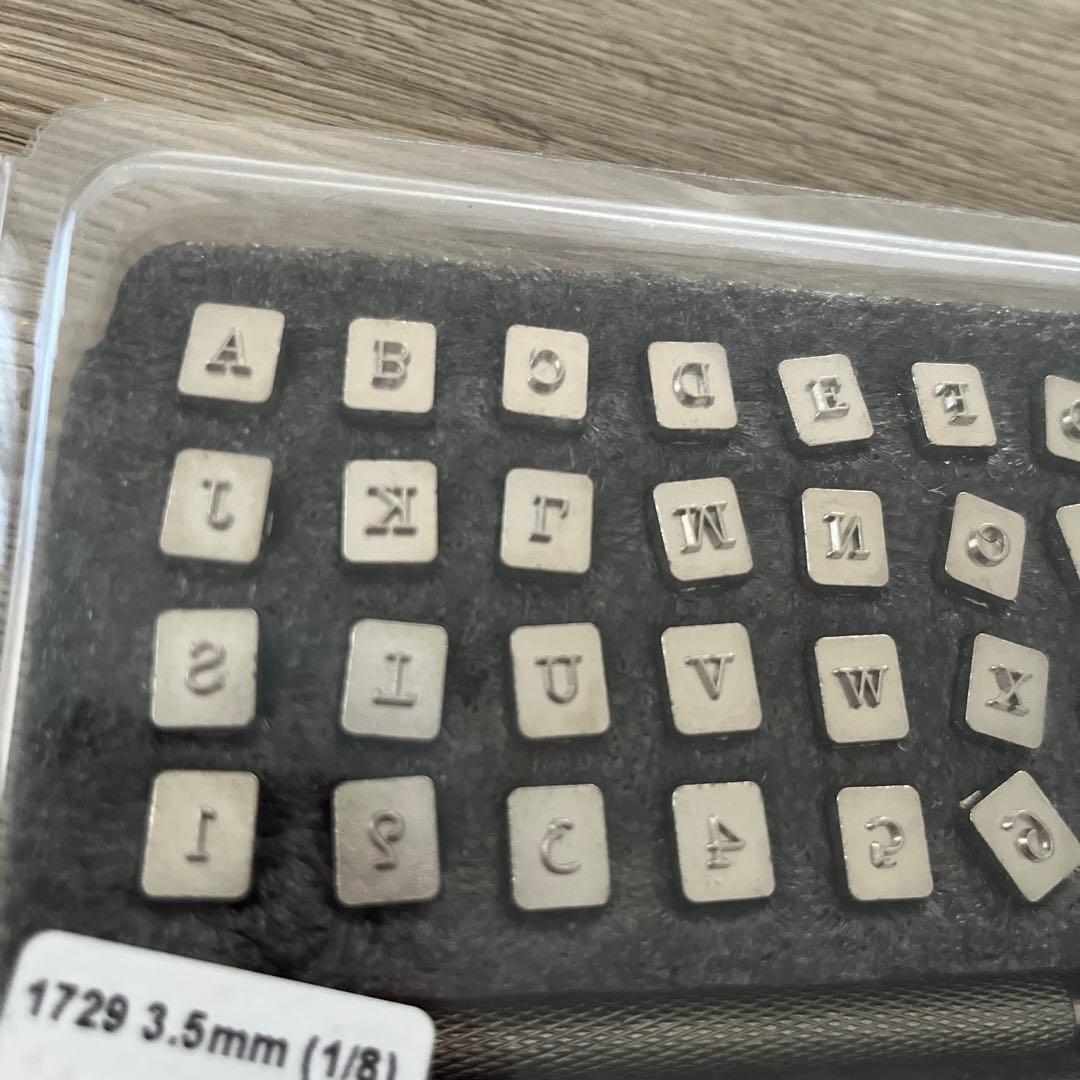 A B C D E F
J K L M N O
S T U V W X
1 2 3 4 5 6
1729 3.5mm (1/8)